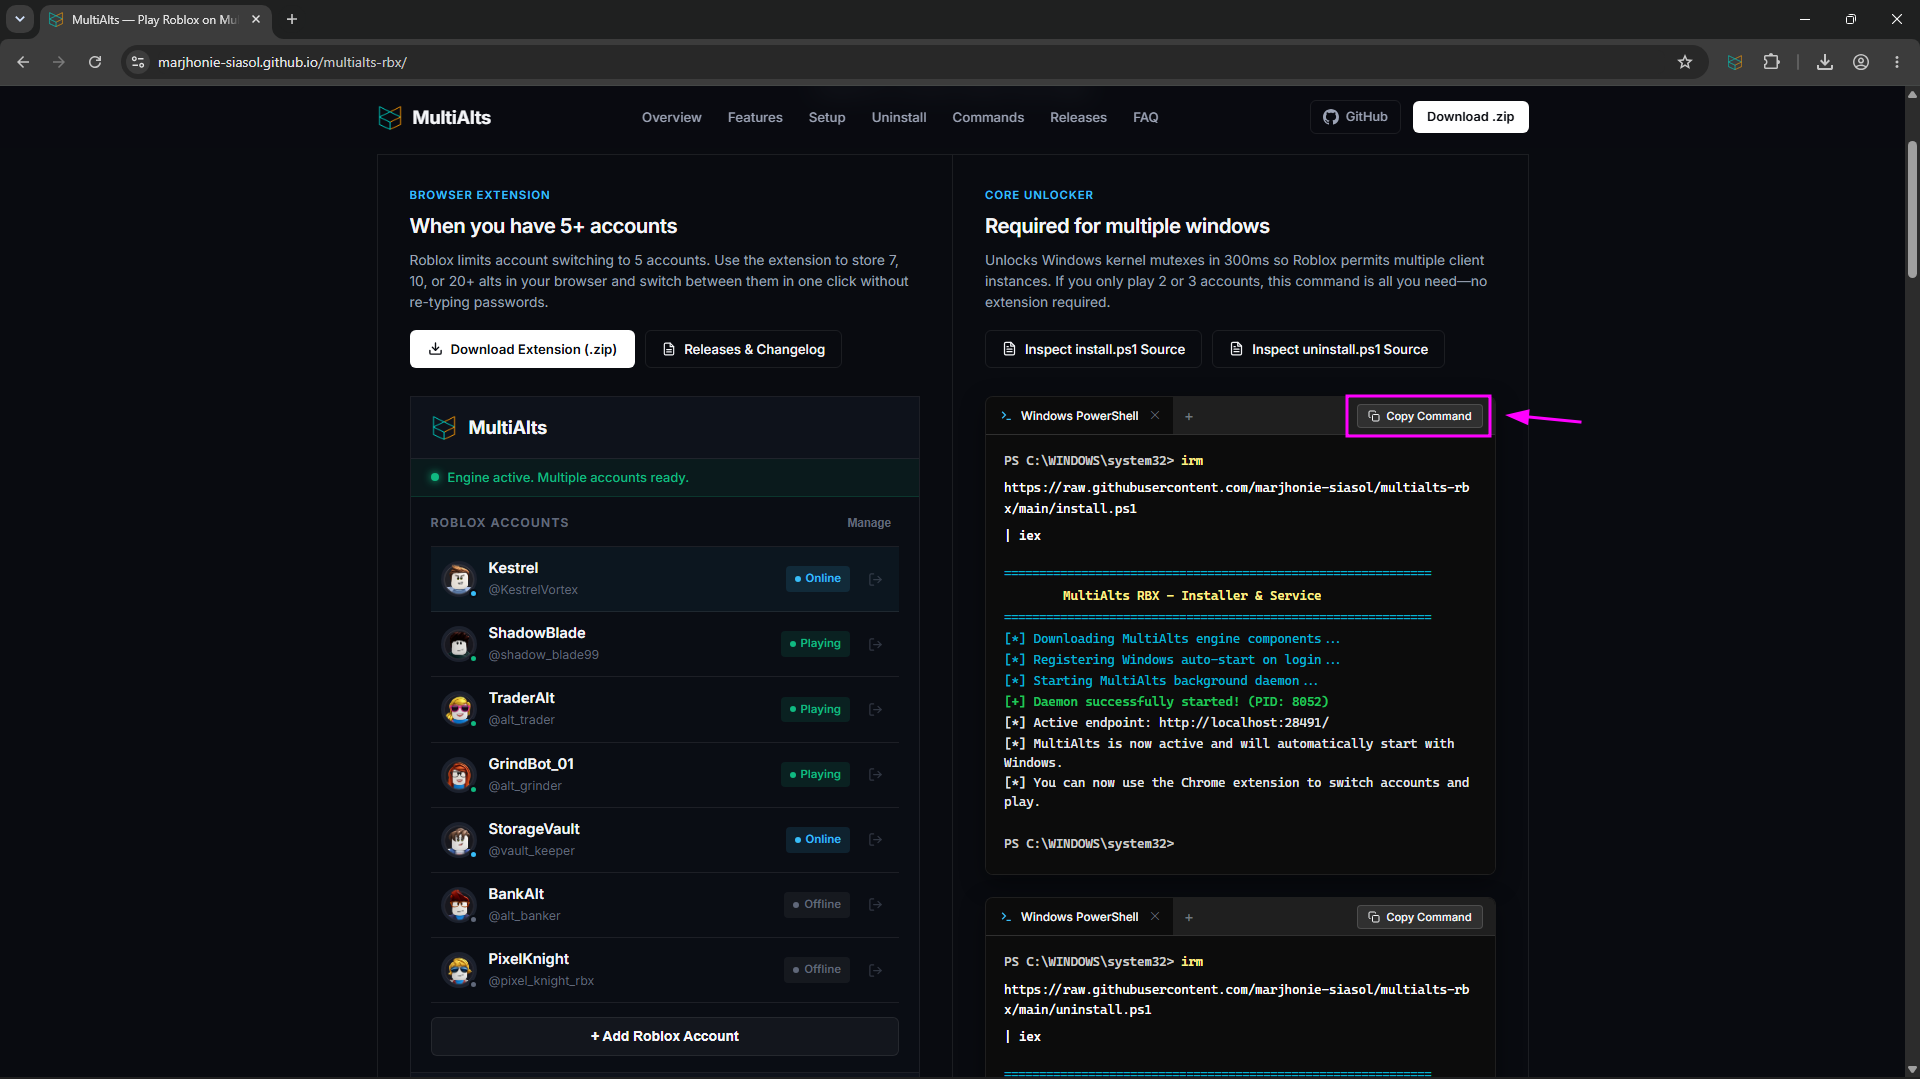 MultiAlts — Play Roblox on Mu
marjhonie-siasol.github.io/multialts-rbx/
MultiAlts
Overview
Features
Setup
Uninstall
Commands
Releases
FAQ
GitHub
Download .zip
BROWSER EXTENSION
When you have 5+ accounts
Roblox limits account switching to 5 accounts. Use the extension to store 7,
10, or 20+ alts in your browser and switch between them in one click without
re-typing passwords.
Download Extension (.zip)
Releases & Changelog
MultiAlts
Engine active. Multiple accounts ready.
ROBLOX ACCOUNTS
Manage
Kestrel
@KestrelVortex
Online
ShadowBlade
@shadow_blade99
Playing
TraderAlt
@alt_trader
Playing
GrindBot_01
@alt_grinder
Playing
StorageVault
@vault_keeper
Online
BankAlt
@alt_banker
Offline
PixelKnight
@pixel_knight_rbx
Offline
+ Add Roblox Account
CORE UNLOCKER
Required for multiple windows
Unlocks Windows kernel mutexes in 300ms so Roblox permits multiple client
instances. If you only play 2 or 3 accounts, this command is all you need—no
extension required.
Inspect install.ps1 Source
Inspect uninstall.ps1 Source
Windows PowerShell
Copy Command
PS C:\WINDOWS\system32> irm
https://raw.githubusercontent.com/marjhonie-siasol/multialts-rb
x/main/install.ps1
| iex
============================================================
MultiAlts RBX - Installer & Service
============================================================
[*] Downloading MultiAlts engine components...
[*] Registering Windows auto-start on login...
[*] Starting MultiAlts background daemon...
[+] Daemon successfully started! (PID: 8052)
[*] Active endpoint: http://localhost:28491/
[*] MultiAlts is now active and will automatically start with
Windows.
[*] You can now use the Chrome extension to switch accounts and
play.
PS C:\WINDOWS\system32>
Windows PowerShell
Copy Command
PS C:\WINDOWS\system32> irm
https://raw.githubusercontent.com/marjhonie-siasol/multialts-rb
x/main/uninstall.ps1
| iex
============================================================